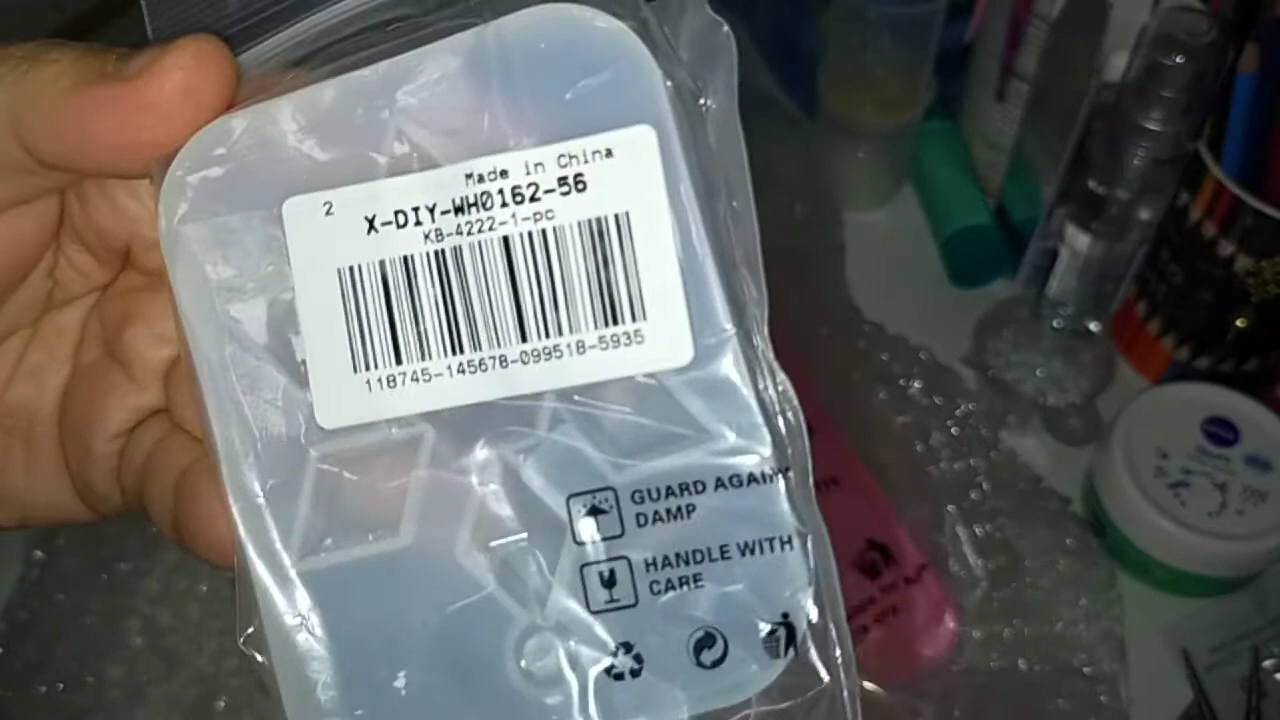 Made in China
2
X-DIY-WH0162-56
KB-4222-1-pc
118745-145678-099518-5935
GUARD AGAIN
DAMP
HANDLE WITH
CARE